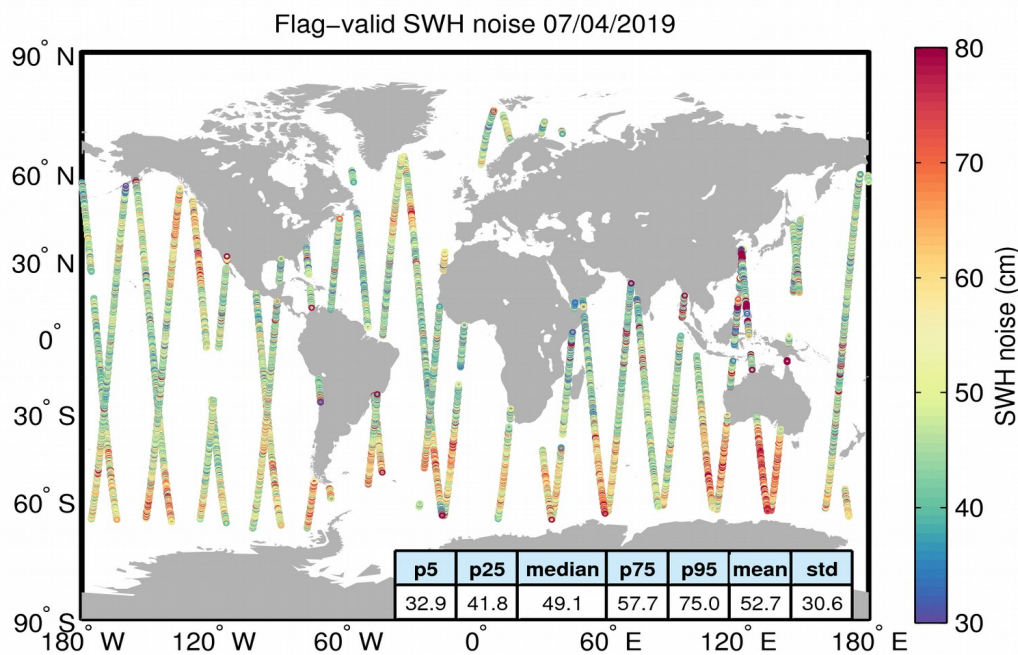 Flag−valid SWH noise 07/04/2019
90° N
60° N
30° N
0°
30° S
60° S
90° S
180° W
120° W
60° W
0°
60° E
120° E
180° E
p5 p25 median p75 p95 mean std
32.9 41.8 49.1 57.7 75.0 52.7 30.6
80
70
60
50
40
30
SWH noise (cm)